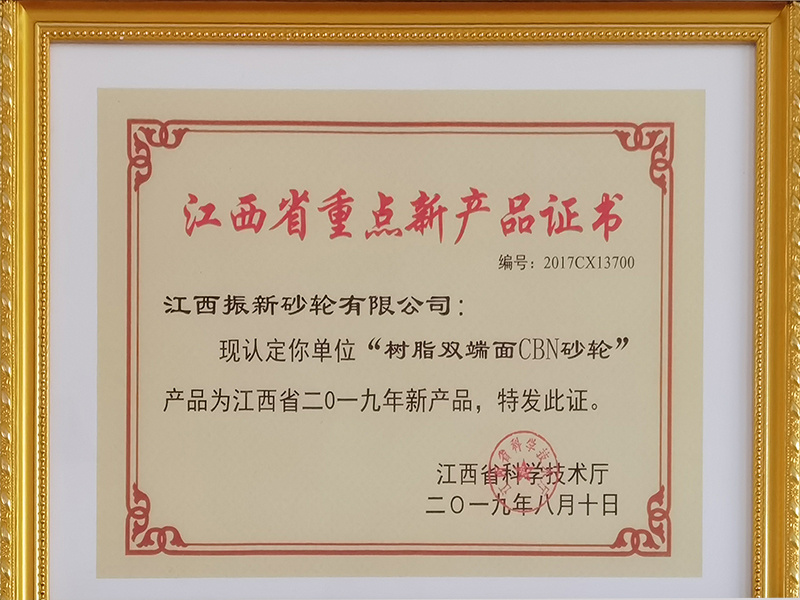 江西省重点新产品证书
编号：2017CX13700
江西振新砂轮有限公司：
现认定你单位“树脂双端面CBN砂轮”
产品为江西省二0一九年新产品，特发此证。
江西省科学技术厅
二〇一九年八月十日